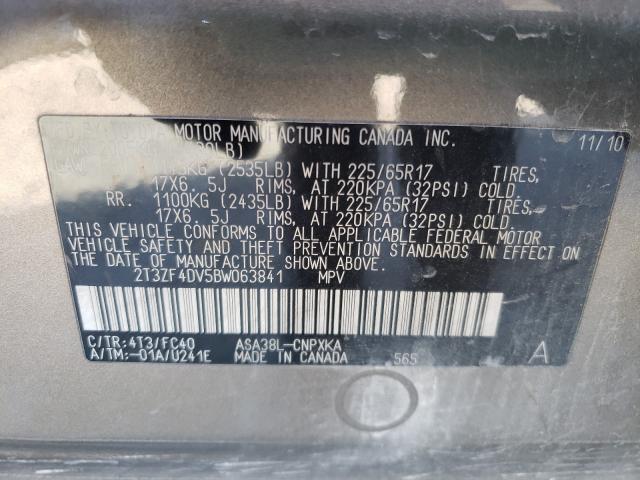 MOTOR MANUFACTURING CANADA INC. 11/10
KG (2535LB) WITH 225/65R17 TIRES,
17X6.5J RIMS, AT 220KPA (32PSI) COLD.
RR. 1100KG (2435LB) WITH 225/65R17 TIRES,
17X6.5J RIMS, AT 220KPA (32PSI) COLD.
THIS VEHICLE CONFORMS TO ALL APPLICABLE FEDERAL MOTOR
VEHICLE SAFETY AND THEFT PREVENTION STANDARDS IN EFFECT ON
THE DATE OF MANUFACTURE SHOWN ABOVE.
2T3ZF4DV5BW063841 MPV
C/TR:4T3/FC40 ASA38L-CNPXKA
A/TM:-01A/U241E MADE IN CANADA 565 A